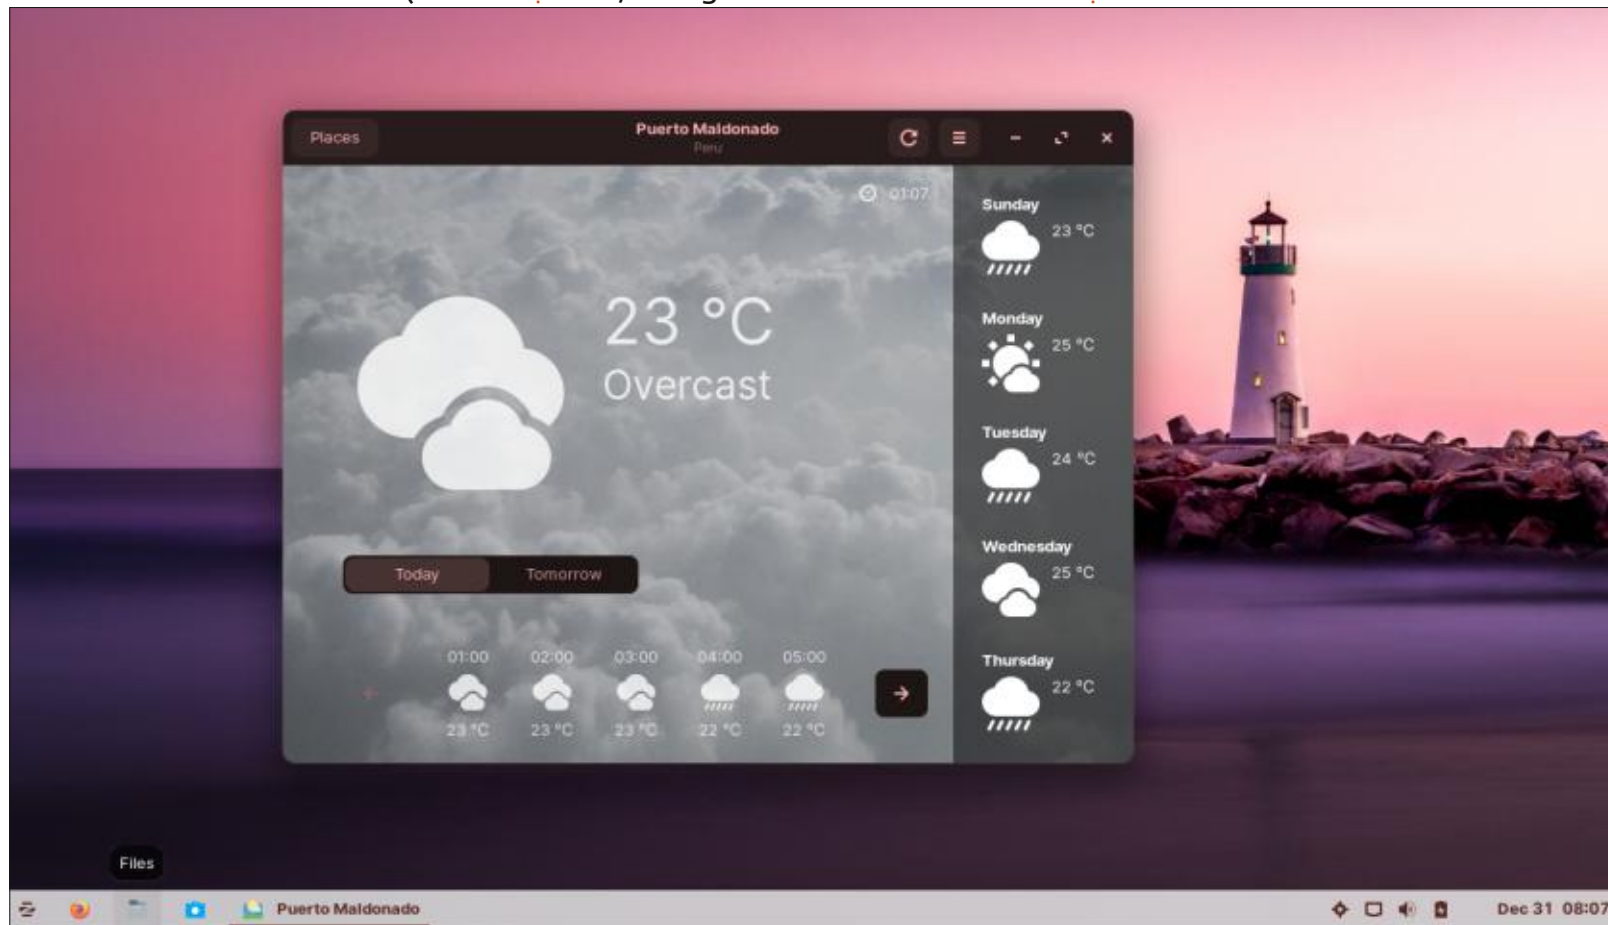 Places
Puerto Maldonado
Peru
01:07
23 °C
Overcast
Today
Tomorrow
01:00 02:00 03:00 04:00 05:00
23 °C 23 °C 23 °C 22 °C 22 °C
Sunday
23 °C
Monday
25 °C
Tuesday
24 °C
Wednesday
25 °C
Thursday
22 °C
Files
Puerto Maldonado
Dec 31 08:07